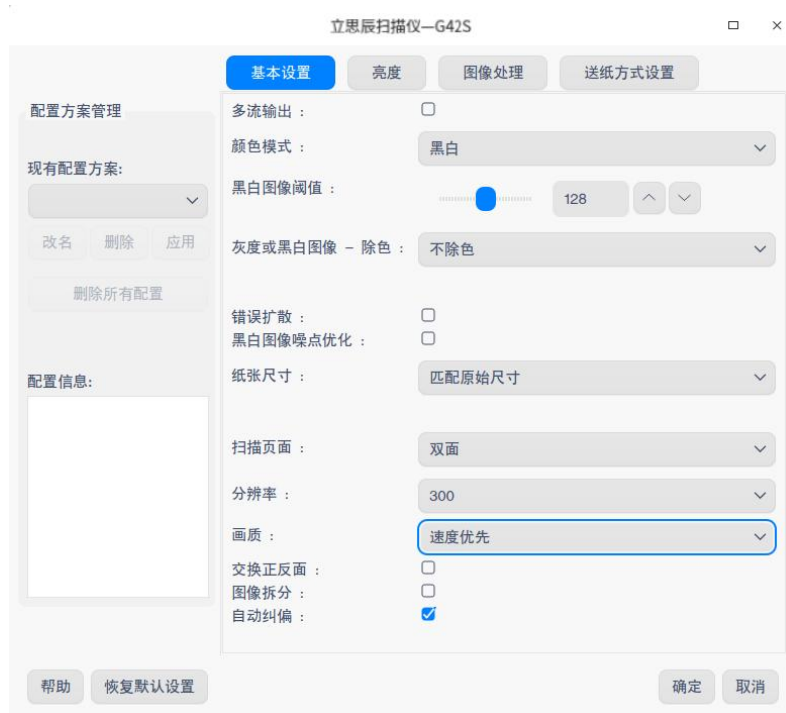 立思辰扫描仪—G42S
基本设置 亮度 图像处理 送纸方式设置
配置方案管理
现有配置方案:
改名 删除 应用
删除所有配置
配置信息:
多流输出 :
颜色模式 : 黑白
黑白图像阈值 : 128
灰度或黑白图像 – 除色 : 不除色
错误扩散 :
黑白图像噪点优化 :
纸张尺寸 : 匹配原始尺寸
扫描页面 : 双面
分辨率 : 300
画质 : 速度优先
交换正反面 :
图像拆分 :
自动纠偏 :
帮助 恢复默认设置 确定 取消